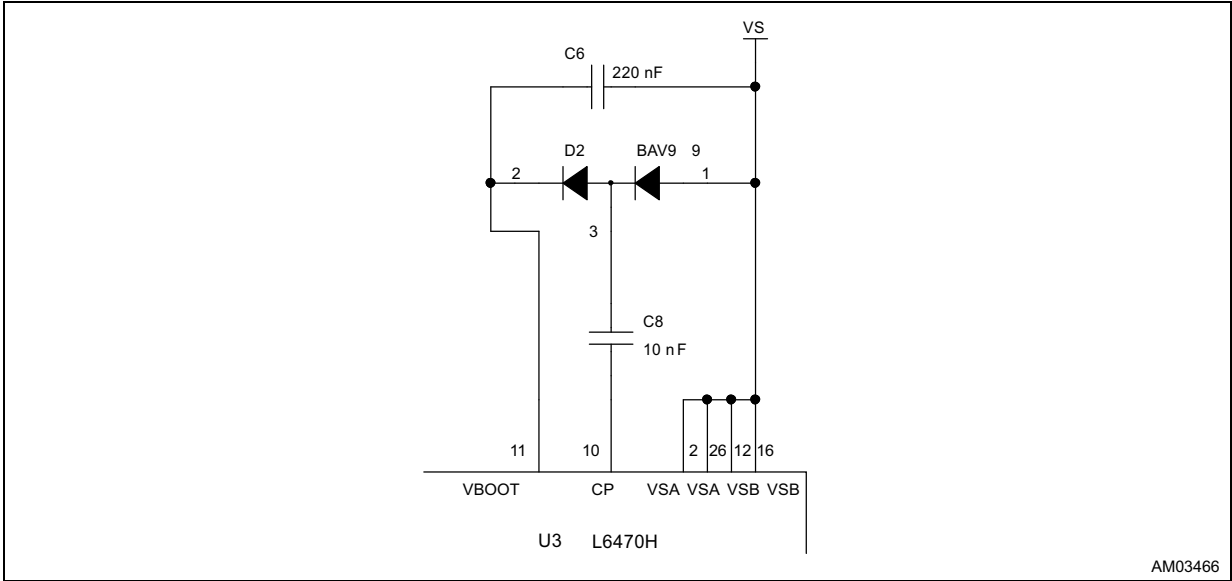 VS
C6
220 nF
D2 BAV9 9
2 1
3
C8
10 nF
11 10 2 26 12 16
VBOOT CP VSA VSA VSB VSB
U3 L6470H
AM03466